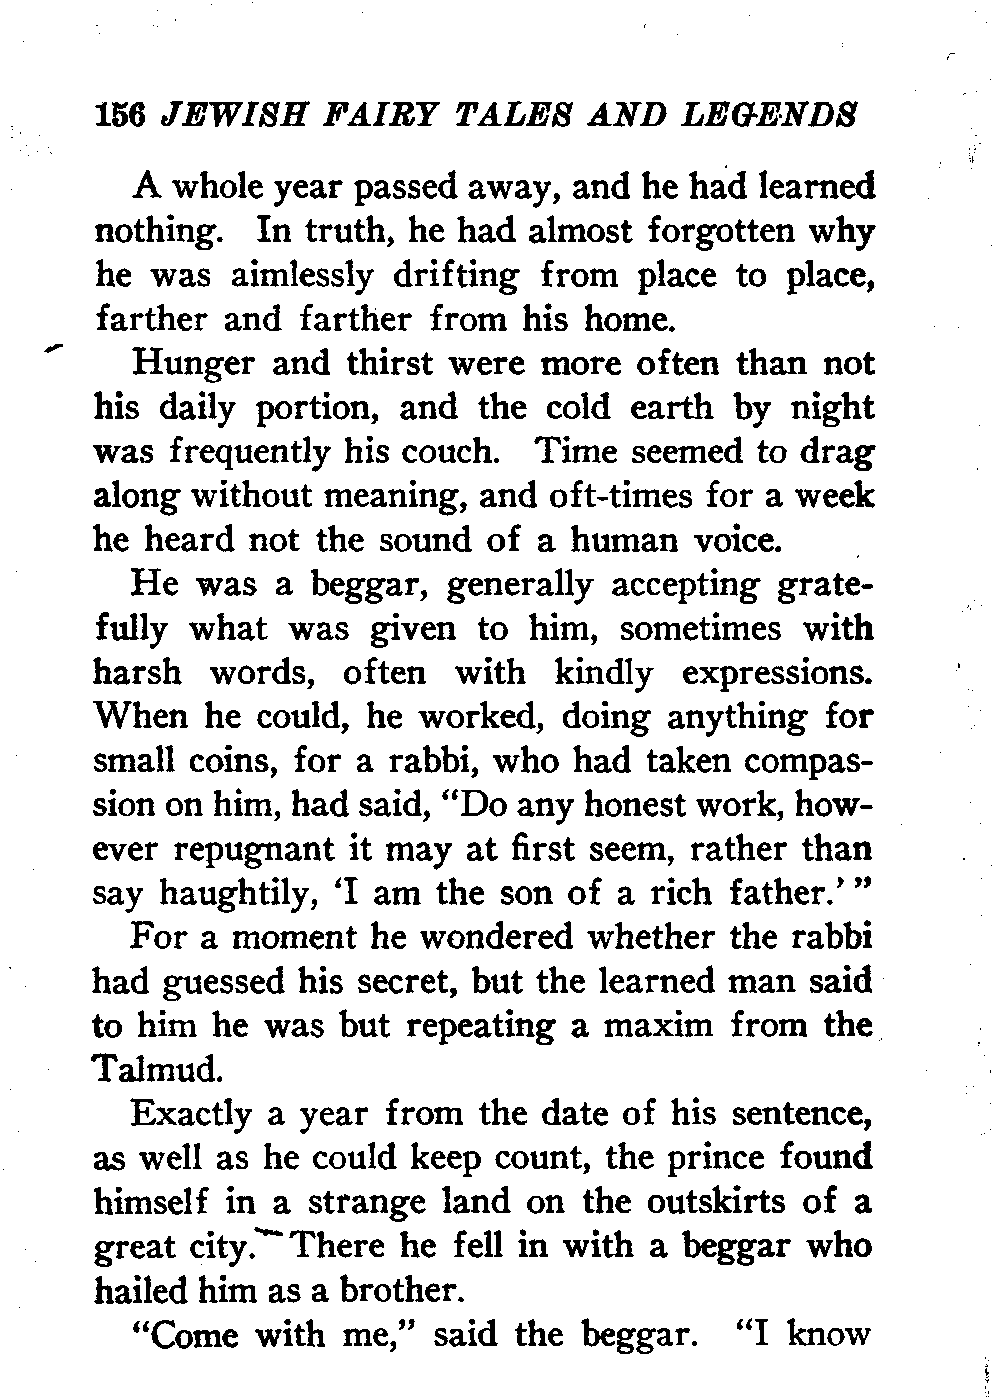 156 JEWISH FAIRY TALES AND LEGENDS
A whole year passed away, and he had learned
nothing. In truth, he had almost forgotten why
he was aimlessly drifting from place to place,
farther and farther from his home.
Hunger and thirst were more often than not
his daily portion, and the cold earth by night
was frequently his couch. Time seemed to drag
along without meaning, and oft-times for a week
he heard not the sound of a human voice.
He was a beggar, generally accepting grate-
fully what was given to him, sometimes with
harsh words, often with kindly expressions.
When he could, he worked, doing anything for
small coins, for a rabbi, who had taken compas-
sion on him, had said, “Do any honest work, how-
ever repugnant it may at first seem, rather than
say haughtily, ‘I am the son of a rich father.’ ”
For a moment he wondered whether the rabbi
had guessed his secret, but the learned man said
to him he was but repeating a maxim from the
Talmud.
Exactly a year from the date of his sentence,
as well as he could keep count, the prince found
himself in a strange land on the outskirts of a
great city. There he fell in with a beggar who
hailed him as a brother.
“Come with me,” said the beggar. “I know